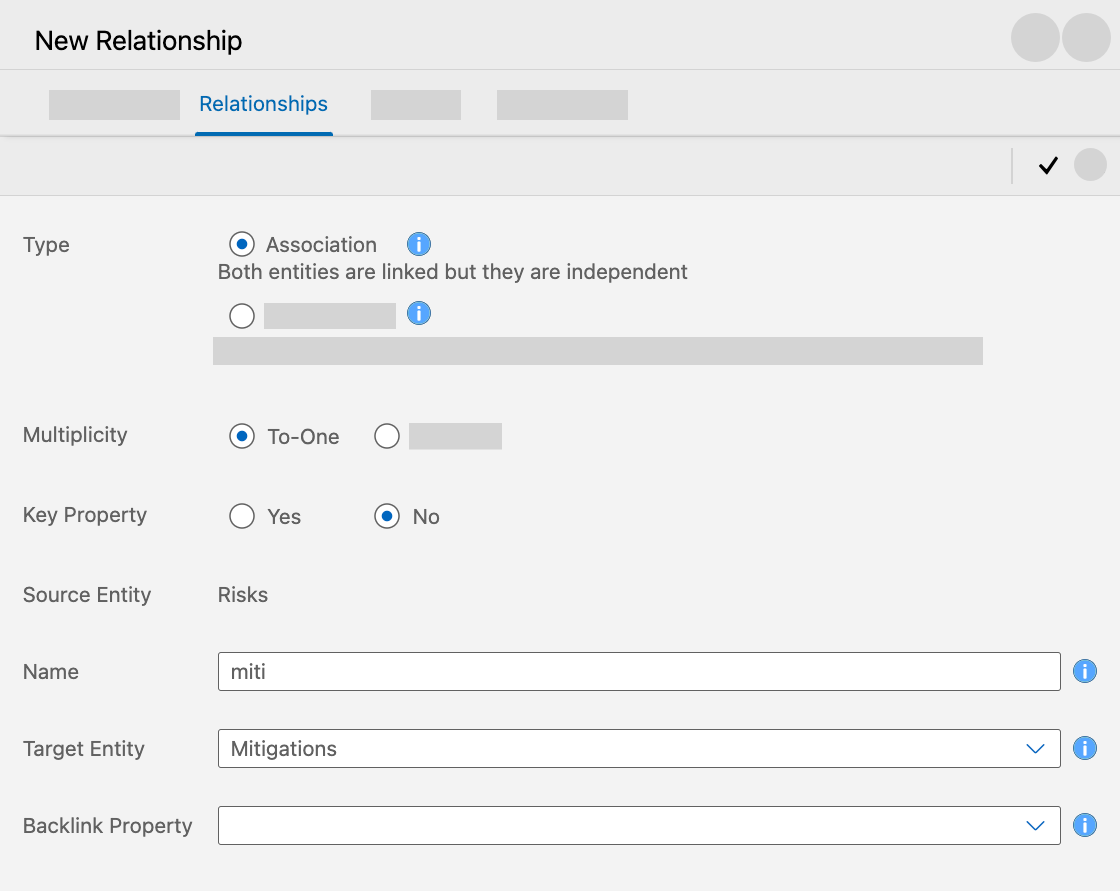 New Relationship
Relationships
Type
Association
Both entities are linked but they are independent
Multiplicity
To-One
Key Property
Yes
No
Source Entity
Risks
Name
miti
Target Entity
Mitigations
Backlink Property